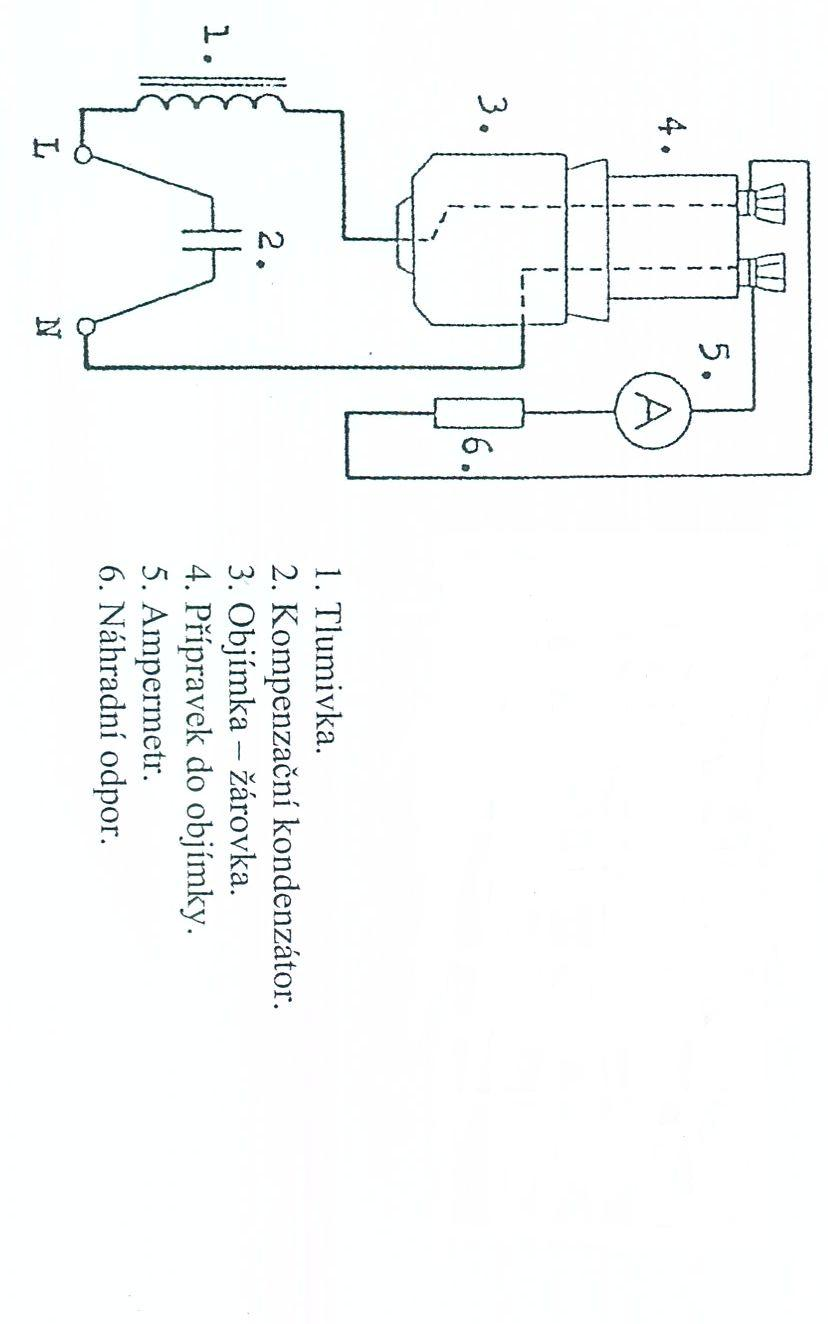 1.
2.
3.
4.
5.
6.
L
N
A
1. Tlumivka.
2. Kompenzační kondenzátor.
3. Objímka – žárovka.
4. Přípravek do objímky.
5. Ampermetr.
6. Náhradní odpor.